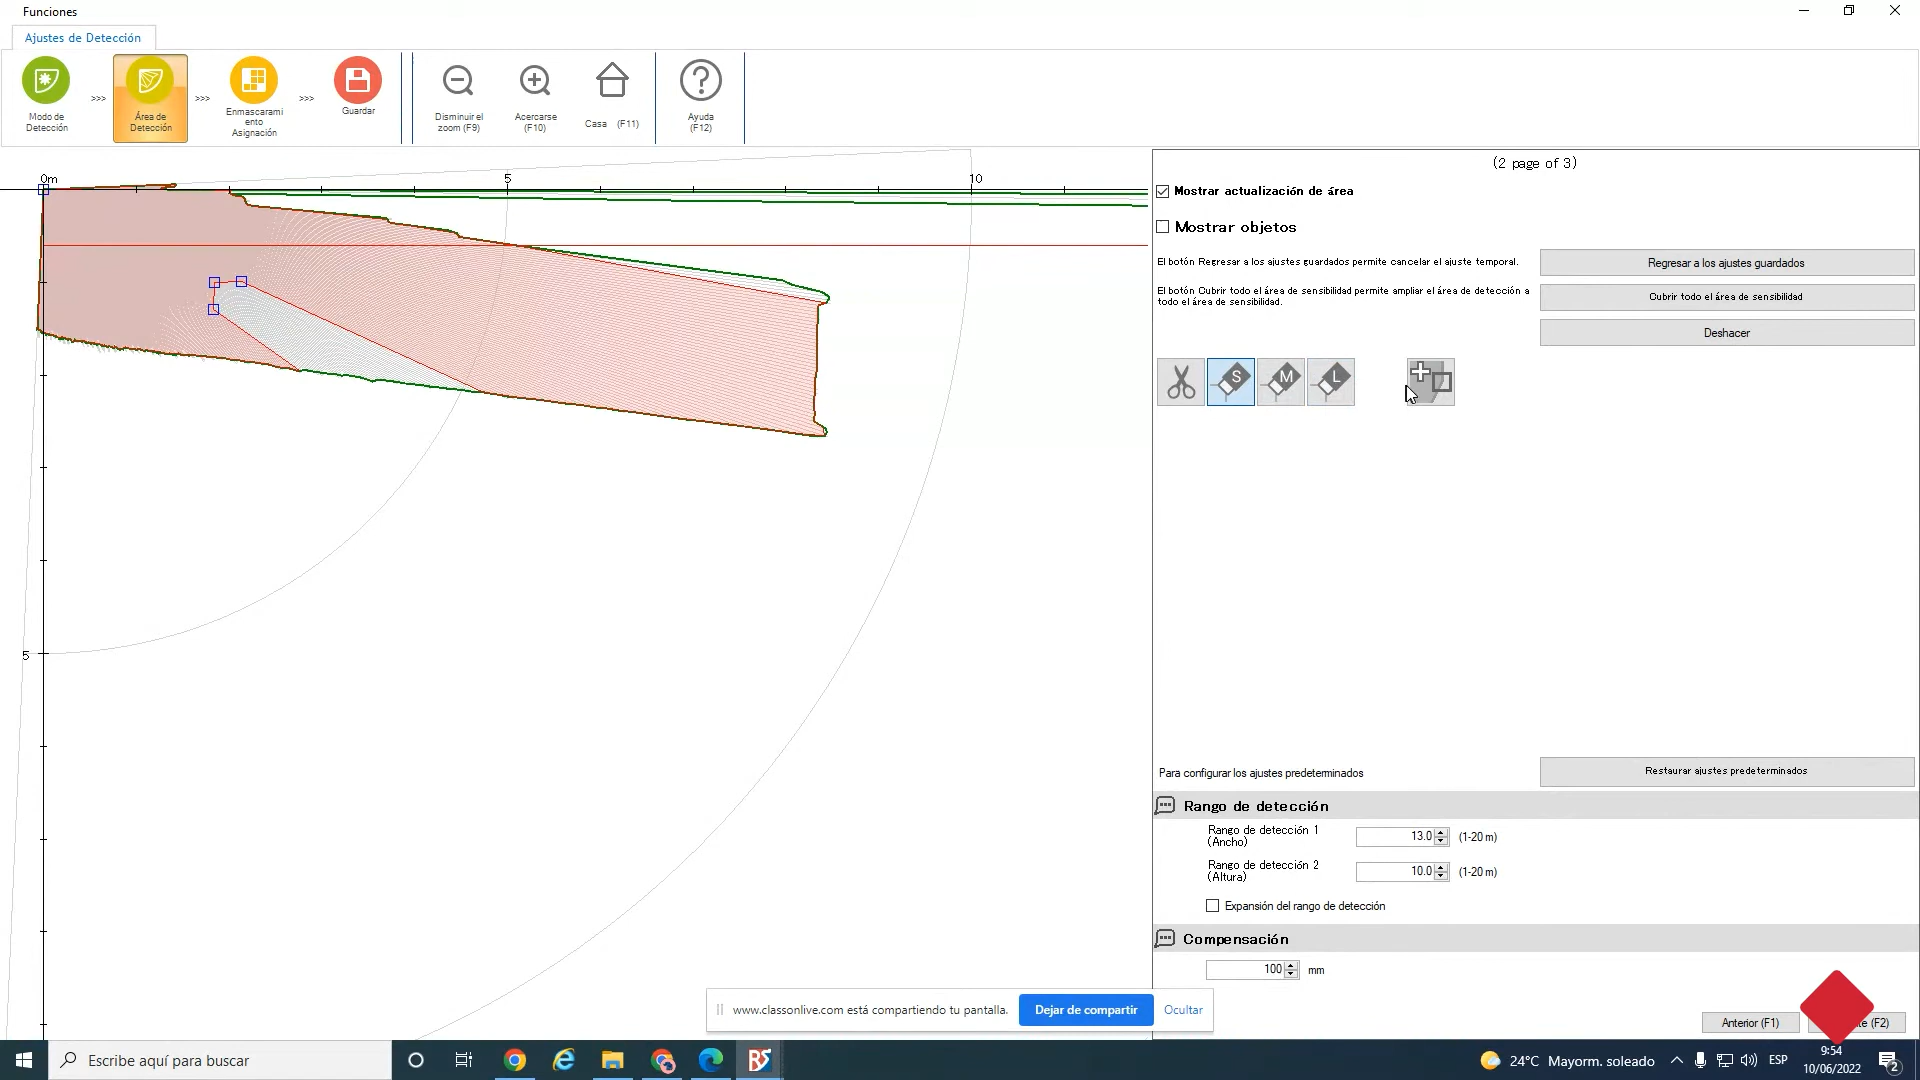 Funciones
Ajustes de Detección
Modo de
Detección
>>>
Área de
Detección
>>>
Enmascarami
ento
Asignación
>>>
Guardar
Disminuir el
zoom (F9)
Acercarse
(F10)
Casa (F11)
Ayuda
(F12)
0m
5
10
5
(2 page of 3)
Mostrar actualización de área
Mostrar objetos
El botón Regresar a los ajustes guardados permite cancelar el ajuste temporal.
Regresar a los ajustes guardados
El botón Cubrir todo el área de sensibilidad permite ampliar el área de detección a
todo el área de sensibilidad.
Cubrir todo el área de sensibilidad
Deshacer
S
M
L
Para configurar los ajustes predeterminados
Restaurar ajustes predeterminados
Rango de detección
Rango de detección 1
(Ancho)
13.0
(1-20 m)
Rango de detección 2
(Altura)
10.0
(1-20 m)
Expansión del rango de detección
Compensación
100
mm
www.classonlive.com está compartiendo tu pantalla.
Dejar de compartir
Ocultar
Anterior (F1)
te (F2)
Escribe aquí para buscar
24°C Mayorm. soleado
ESP
9:54
10/06/2022
2